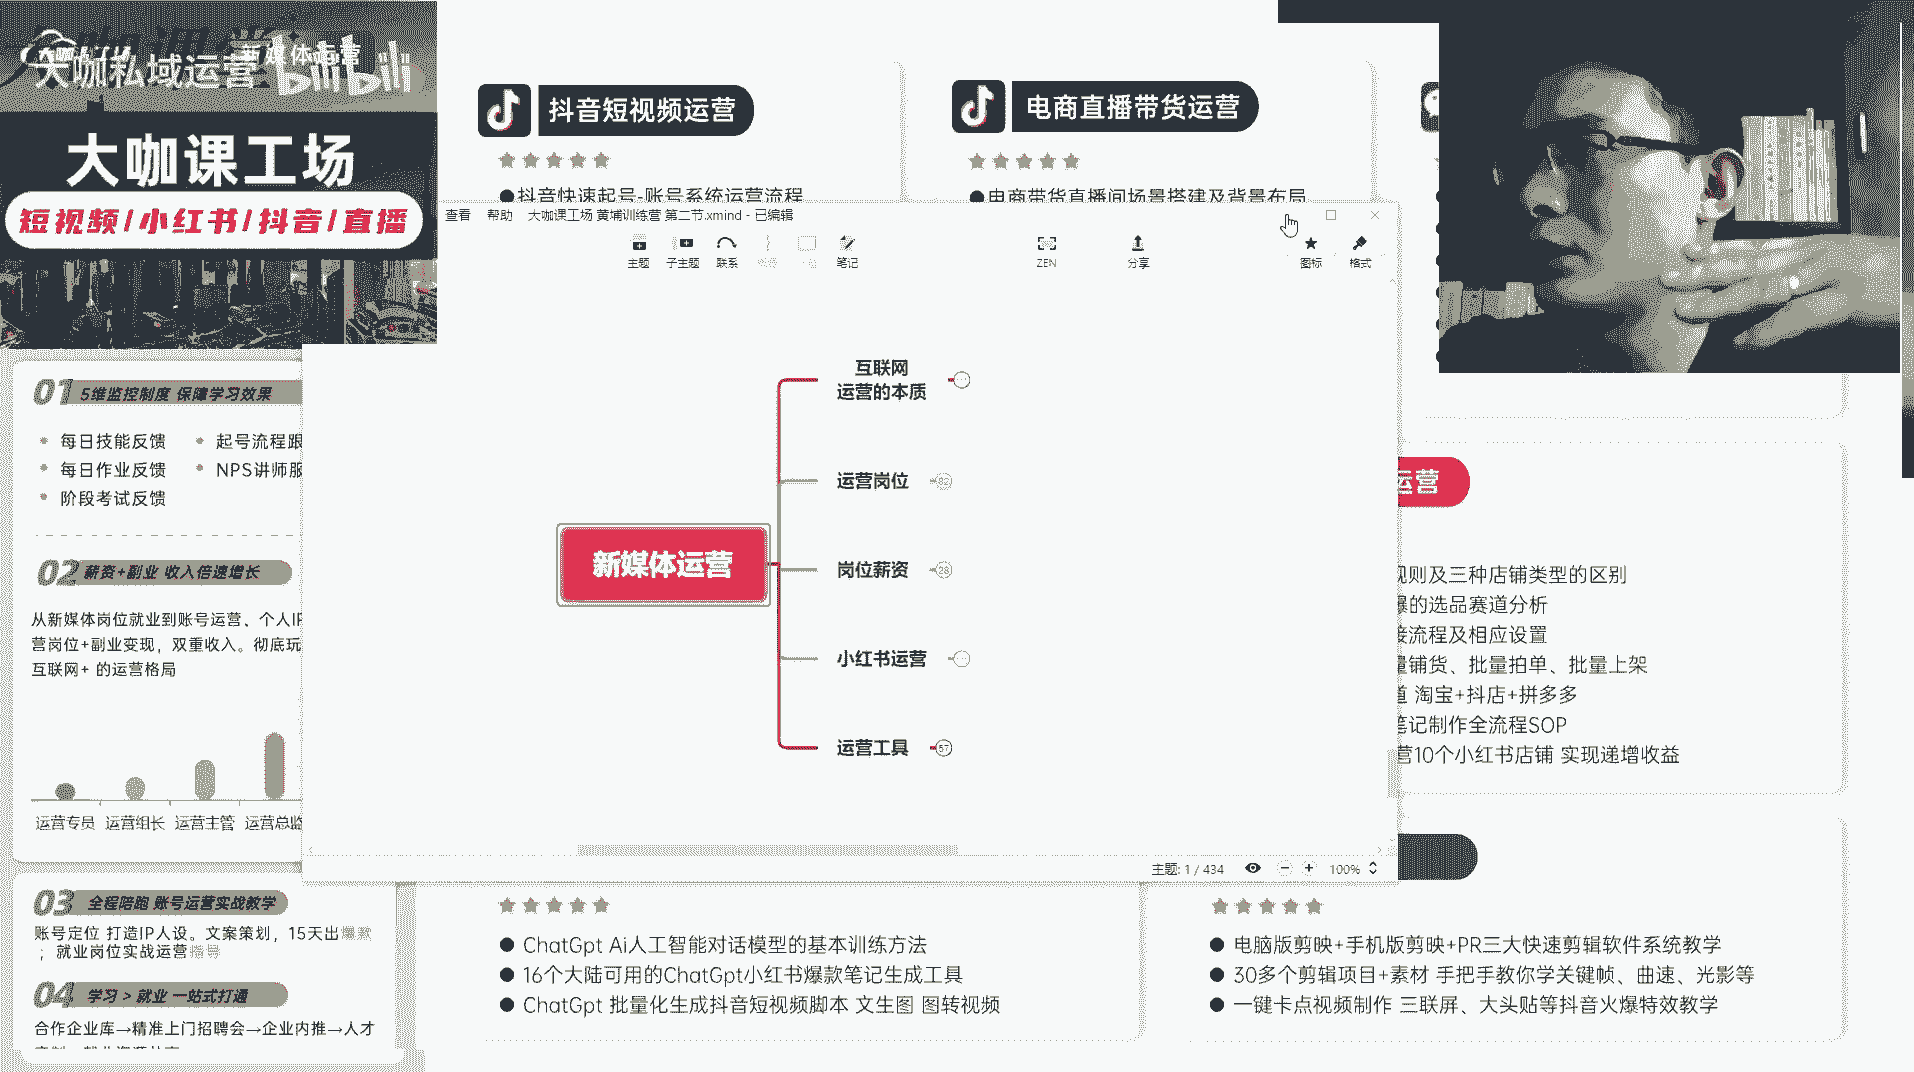 大咖私域运营
新媒体运营
bilibili
大咖课工场
短视频/小红书/抖音/直播
抖音短视频运营
抖音快速起号-账号系统运营流程
电商直播带货运营
电商带货直播间场景搭建及背景布局
查看 帮助 大咖课工场 黄埔训练营 第二节.xmind - 已编辑
主题 子主题 联系 笔记 ZEN 分享 图标 格式
新媒体运营
互联网
运营的本质
运营岗位 82
岗位薪资 28
小红书运营
运营工具 57
主题: 1 / 434 100%
01 5维监控制度 保障学习效果
每日技能反馈 起号流程跟
每日作业反馈 NPS讲师服
阶段考试反馈
02 薪资+副业 收入倍速增长
从新媒体岗位就业到账号运营、个人IP
营岗位+副业变现，双重收入。彻底玩
互联网+ 的运营格局
运营专员 运营组长 运营主管 运营总监
03 全程陪跑 账号运营实战教学
账号定位 打造IP人设。文案策划，15天出爆款
；就业岗位实战运营指导
04 学习 > 就业 一站式打通
合作企业库→精准上门招聘会→企业内推→人才
运营
规则及三种店铺类型的区别
爆的选品赛道分析
接流程及相应设置
量铺货、批量拍单、批量上架
道 淘宝+抖店+拼多多
笔记制作全流程SOP
营10个小红书店铺 实现递增收益
ChatGpt Ai人工智能对话模型的基本训练方法
16个大陆可用的ChatGpt小红书爆款笔记生成工具
ChatGpt 批量化生成抖音短视频脚本 文生图 图转视频
电脑版剪映+手机版剪映+PR三大快速剪辑软件系统教学
30多个剪辑项目+素材 手把手教你学关键帧、曲速、光影等
一键卡点视频制作 三联屏、大头贴等抖音火爆特效教学